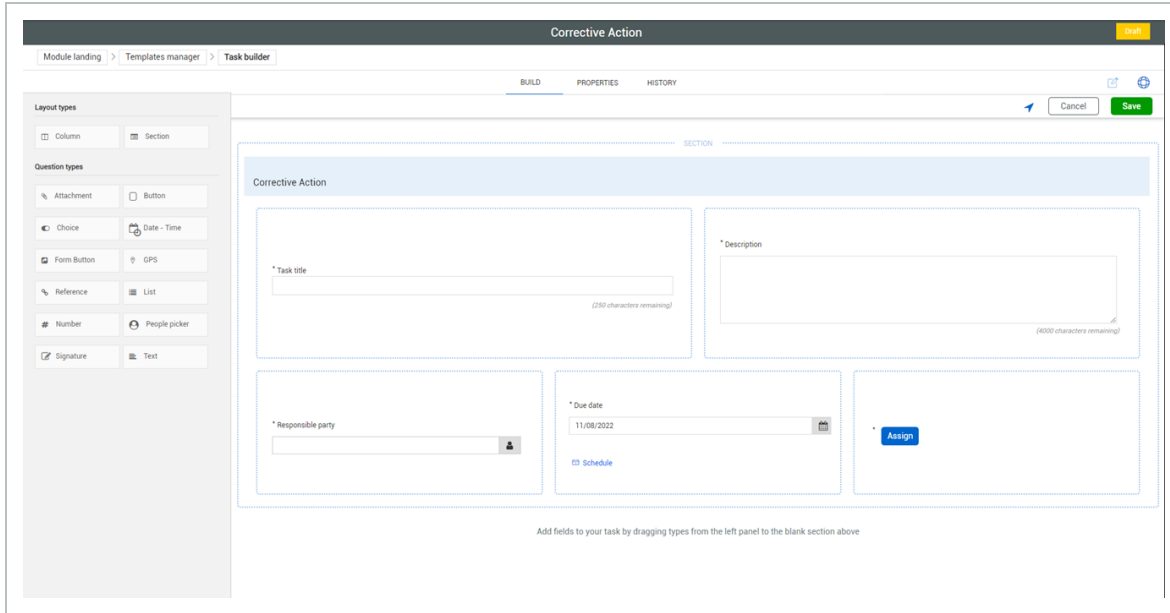 Corrective Action
Draft
Module landing > Templates manager > Task builder
BUILD PROPERTIES HISTORY
Cancel Save
Layout types
Column Section
Question types
Attachment Button
Choice Date - Time
Form Button GPS
Reference List
# Number People picker
Signature Text
SECTION
Corrective Action
* Task title
(250 characters remaining)
* Description
(4000 characters remaining)
* Responsible party
* Due date
11/08/2022
Schedule
* Assign
Add fields to your task by dragging types from the left panel to the blank section above